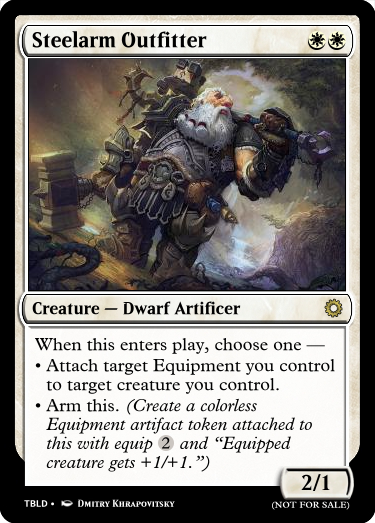 Steelarm Outfitter
Creature — Dwarf Artificer
When this enters play, choose one —
• Attach target Equipment you control
to target creature you control.
• Arm this. (Create a colorless
Equipment artifact token attached to
this with equip 2 and “Equipped
creature gets +1/+1.”)
2/1
TBLD • Dmitry Khrapovitsky
(NOT FOR SALE)